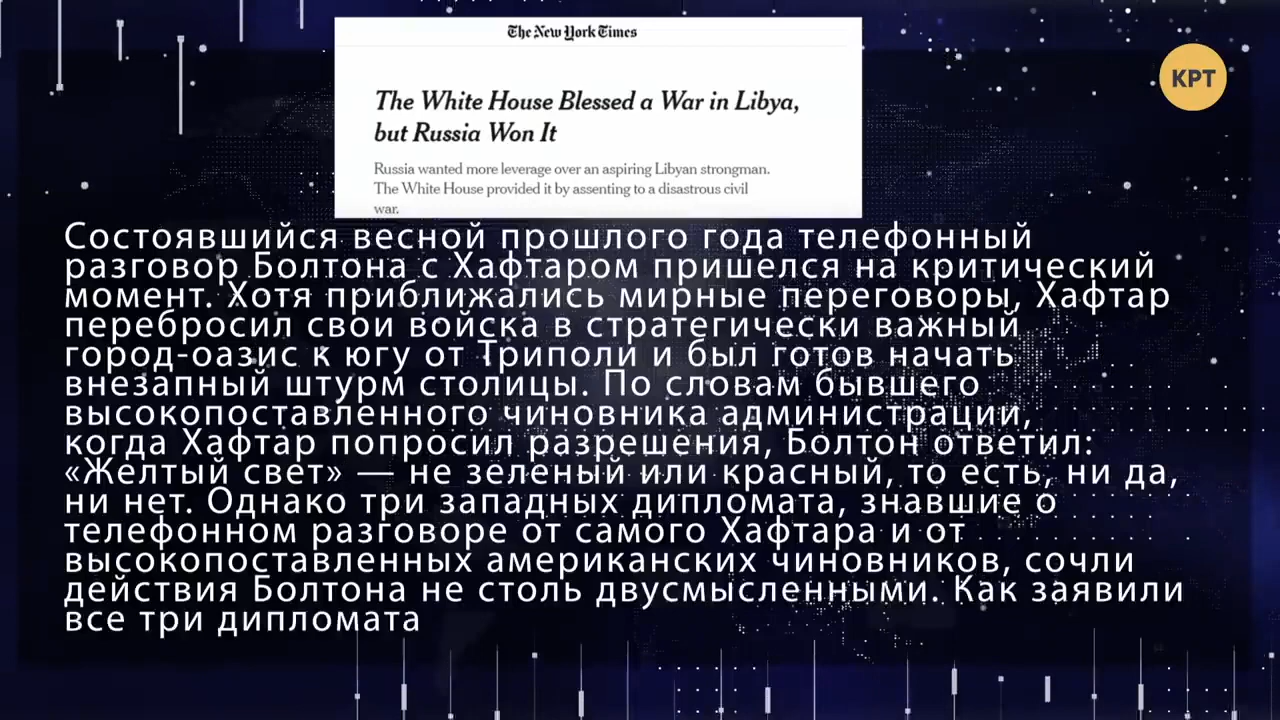 The New York Times
КРТ
The White House Blessed a War in Libya,
but Russia Won It
Russia wanted more leverage over an aspiring Libyan strongman.
The White House provided it by assenting to a disastrous civil
war.
Состоявшийся весной прошлого года телефонный
разговор Болтона с Хафтаром пришелся на критический
момент. Хотя приближались мирные переговоры, Хафтар
перебросил свои войска в стратегически важный
город-оазис к югу от Триполи и был готов начать
внезапный штурм столицы. По словам бывшего
высокопоставленного чиновника администрации,
когда Хафтар попросил разрешения, Болтон ответил:
«Желтый свет» — не зеленый или красный, то есть, ни да,
ни нет. Однако три западных дипломата, знавшие о
телефонном разговоре от самого Хафтара и от
высокопоставленных американских чиновников, сочли
действия Болтона не столь двусмысленными. Как заявили
все три дипломата